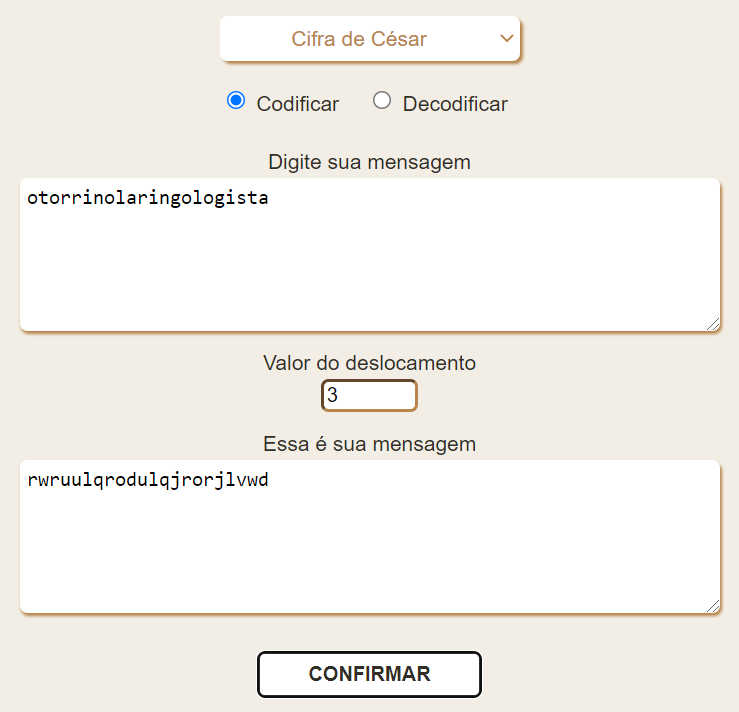 Cifra de César
Codificar Decodificar
Digite sua mensagem
otorrinolaringologista
Valor do deslocamento
3
Essa é sua mensagem
rwruulqrodulqjrorjlvwd
CONFIRMAR